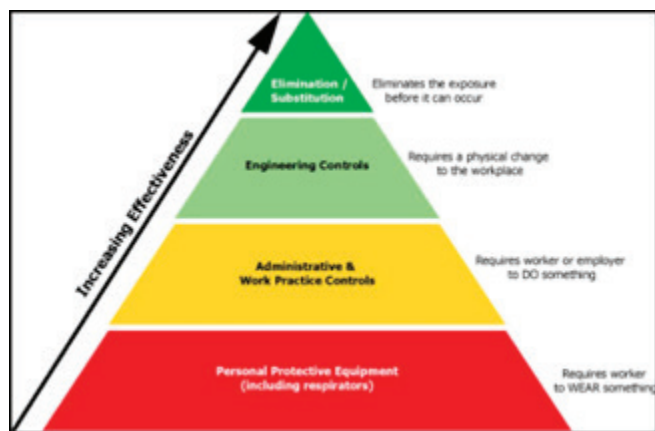 Elimination /
Substitution
Eliminates the exposure
before it can occur
Engineering Controls
Requires a physical change
to the workplace
Increasing Effectiveness
Administrative &
Work Practice Controls
Requires worker or employer
to DO something
Personal Protective Equipment
(including respirators)
Requires worker
to WEAR something